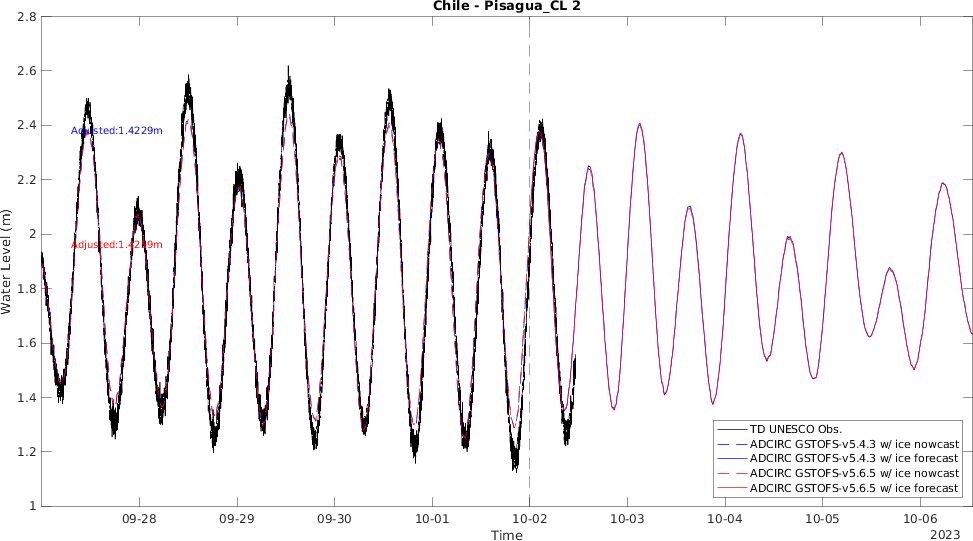 Chile - Pisagua_CL 2
2.8
2.6
2.4
2.2
2
1.8
1.6
1.4
1.2
1
Water Level (m)
Adjusted:1.4229m
Adjusted:1.4239m
TD UNESCO Obs.
ADCIRC GSTOFS-v5.4.3 w/ ice nowcast
ADCIRC GSTOFS-v5.4.3 w/ ice forecast
ADCIRC GSTOFS-v5.6.5 w/ ice nowcast
ADCIRC GSTOFS-v5.6.5 w/ ice forecast
09-28 09-29 09-30 10-01 10-02 10-03 10-04 10-05 10-06
Time
2023